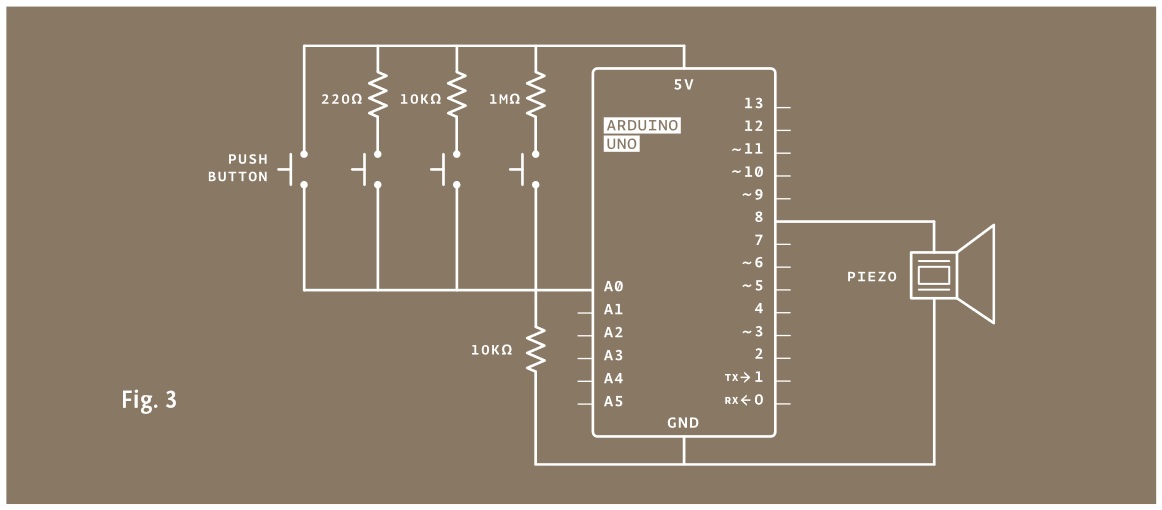 5V
220Ω 10KΩ 1MΩ
13
ARDUINO
UNO
12
~11
~10
~9
8
7
~6
~5
4
~3
2
TX→1
RX←0
PUSH
BUTTON
PIEZO
A0
A1
A2
A3
A4
A5
10KΩ
GND
Fig. 3